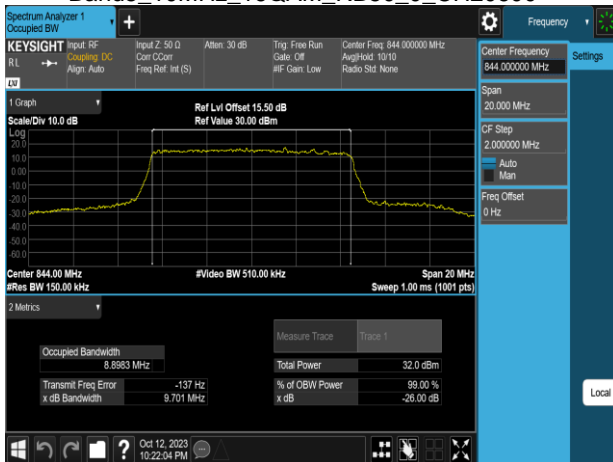 Spectrum Analyzer 1
Occupied BW
Frequency
Settings
KEYSIGHT
RL
LXI
Input: RF
Coupling: DC
Align: Auto
Input Z: 50 Ω
Corr CCorr
Freq Ref: Int (S)
Atten: 30 dB
Trig: Free Run
Gate: Off
#IF Gain: Low
Center Freq: 844.000000 MHz
Avg|Hold: 10/10
Radio Std: None
Center Frequency
844.000000 MHz
Span
20.000 MHz
CF Step
2.000000 MHz
Auto
Man
Freq Offset
0 Hz
Local
1 Graph
Scale/Div 10.0 dB
Ref Lvl Offset 15.50 dB
Ref Value 30.00 dBm
Log
20.0
10.0
0.00
-10.0
-20.0
-30.0
-40.0
-50.0
-60.0
Center 844.00 MHz
#Video BW 510.00 kHz
Span 20 MHz
#Res BW 150.00 kHz
Sweep 1.00 ms (1001 pts)
2 Metrics
Measure Trace
Trace 1
Occupied Bandwidth
8.8983 MHz
Total Power
32.0 dBm
Transmit Freq Error
-137 Hz
% of OBW Power
99.00 %
x dB Bandwidth
9.701 MHz
x dB
-26.00 dB
?
Oct 12, 2023
10:22:04 PM